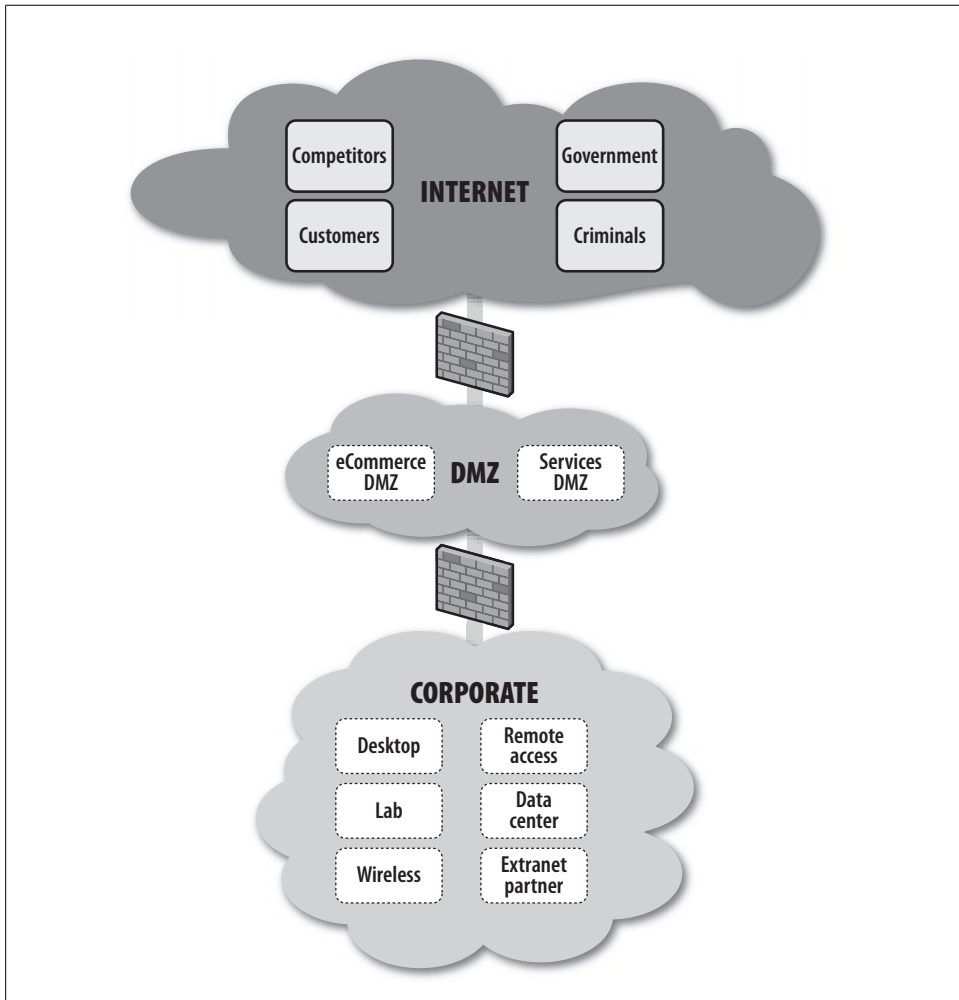 Competitors
Government
INTERNET
Customers
Criminals
eCommerce
DMZ
DMZ
Services
DMZ
CORPORATE
Desktop
Remote
access
Lab
Data
center
Wireless
Extranet
partner